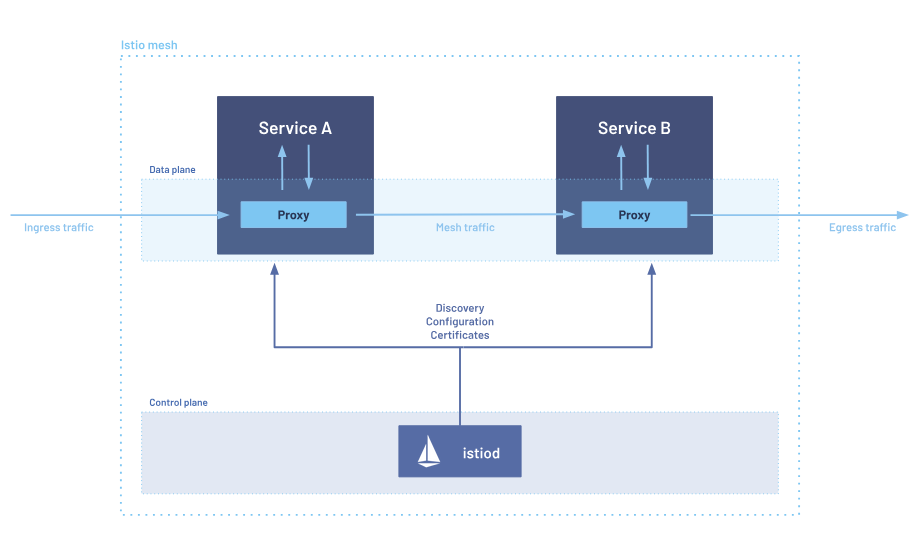 Istio mesh
Service A
Service B
Data plane
Proxy
Proxy
Ingress traffic
Mesh traffic
Egress traffic
Discovery
Configuration
Certificates
Control plane
istiod